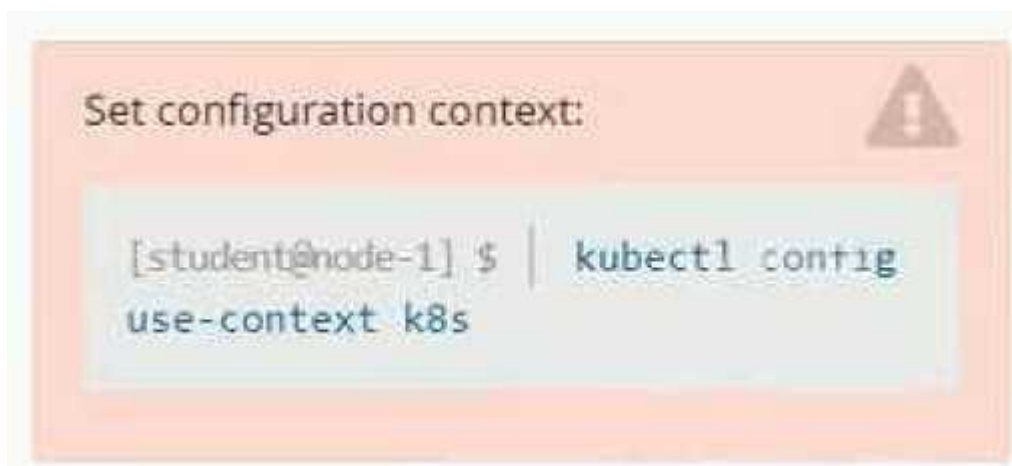 Set configuration context:
[student@node-1] $ | kubectl config
use-context k8s